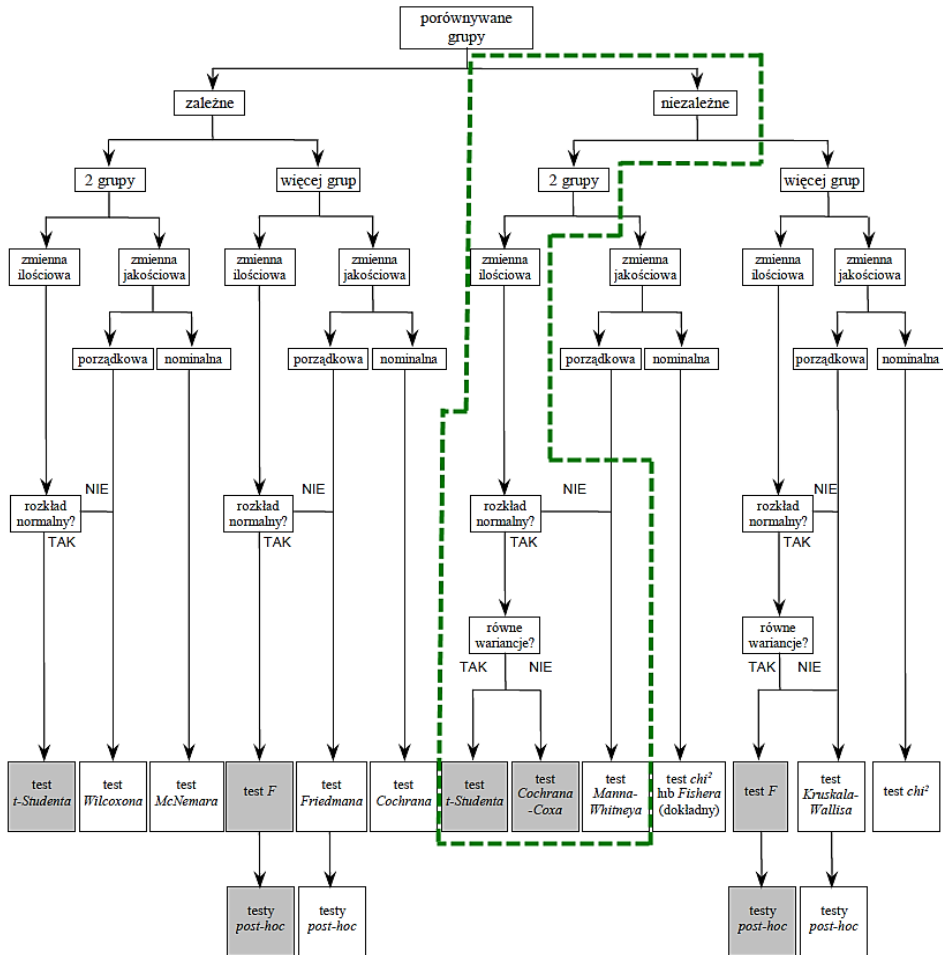 porównywane
grupy
zależne
niezależne
2 grupy
więcej grup
2 grupy
więcej grup
zmienna
ilościowa
zmienna
jakościowa
zmienna
ilościowa
zmienna
jakościowa
zmienna
ilościowa
zmienna
jakościowa
zmienna
ilościowa
zmienna
jakościowa
porządkowa
nominalna
porządkowa
nominalna
porządkowa
nominalna
porządkowa
nominalna
rozkład
normalny?
NIE
TAK
rozkład
normalny?
NIE
TAK
rozkład
normalny?
NIE
TAK
rozkład
normalny?
NIE
TAK
równe
wariancje?
TAK
NIE
równe
wariancje?
TAK
NIE
test
t-Studenta
test
Wilcoxona
test
McNemara
test F
test
Friedmana
test
Cochrana
test
t-Studenta
test
Cochrana
-Coxa
test
Manna-
Whitneya
test chi²
lub Fishera
(dokładny)
test F
test
Kruskala-
Wallisa
test chi²
testy
post-hoc
testy
post-hoc
testy
post-hoc
testy
post-hoc